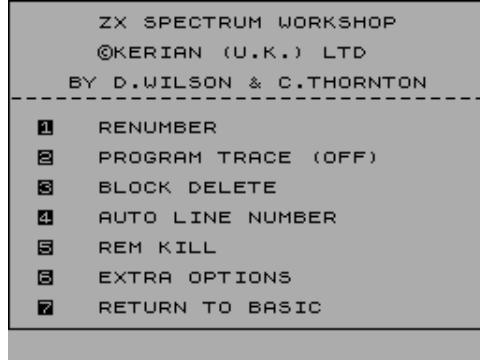 ZX SPECTRUM WORKSHOP
©KERIAN (U.K.) LTD
BY D.WILSON & C.THORNTON
1 RENUMBER
2 PROGRAM TRACE (OFF)
3 BLOCK DELETE
4 AUTO LINE NUMBER
5 REM KILL
6 EXTRA OPTIONS
7 RETURN TO BASIC